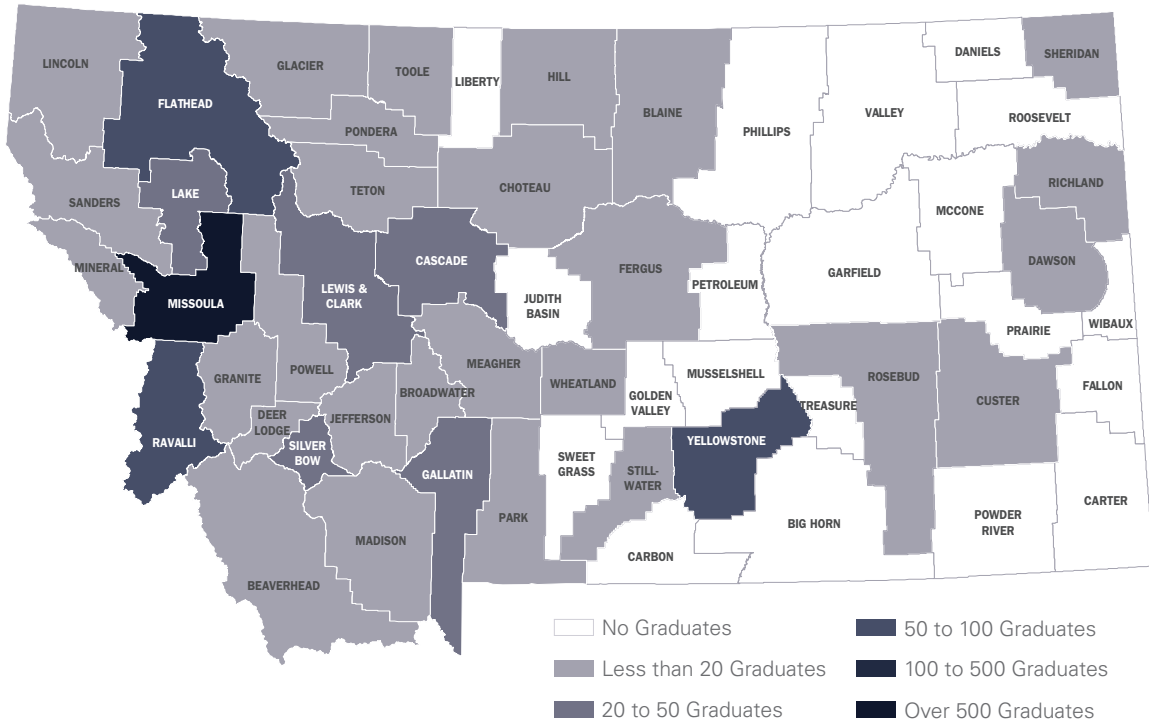 DANIELS
SHERIDAN
LINCOLN
GLACIER
TOOLE
LIBERTY
HILL
BLAINE
FLATHEAD
PHILLIPS
VALLEY
ROOSEVELT
PONDERA
LAKE
TETON
CHOTEAU
RICHLAND
SANDERS
MCCONE
MINERAL
CASCADE
FERGUS
GARFIELD
DAWSON
MISSOULA
LEWIS &
CLARK
JUDITH
BASIN
PETROLEUM
PRAIRIE
WIBAUX
GRANITE
POWELL
MEAGHER
WHEATLAND
MUSSELSHELL
ROSEBUD
FALLON
DEER
LODGE
JEFFERSON
BROADWATER
GOLDEN
VALLEY
TREASURE
CUSTER
RAVALLI
SILVER
BOW
GALLATIN
SWEET
GRASS
STILL-
WATER
YELLOWSTONE
PARK
BIG HORN
POWDER
RIVER
CARTER
MADISON
CARBON
BEAVERHEAD
No Graduates
Less than 20 Graduates
20 to 50 Graduates
50 to 100 Graduates
100 to 500 Graduates
Over 500 Graduates